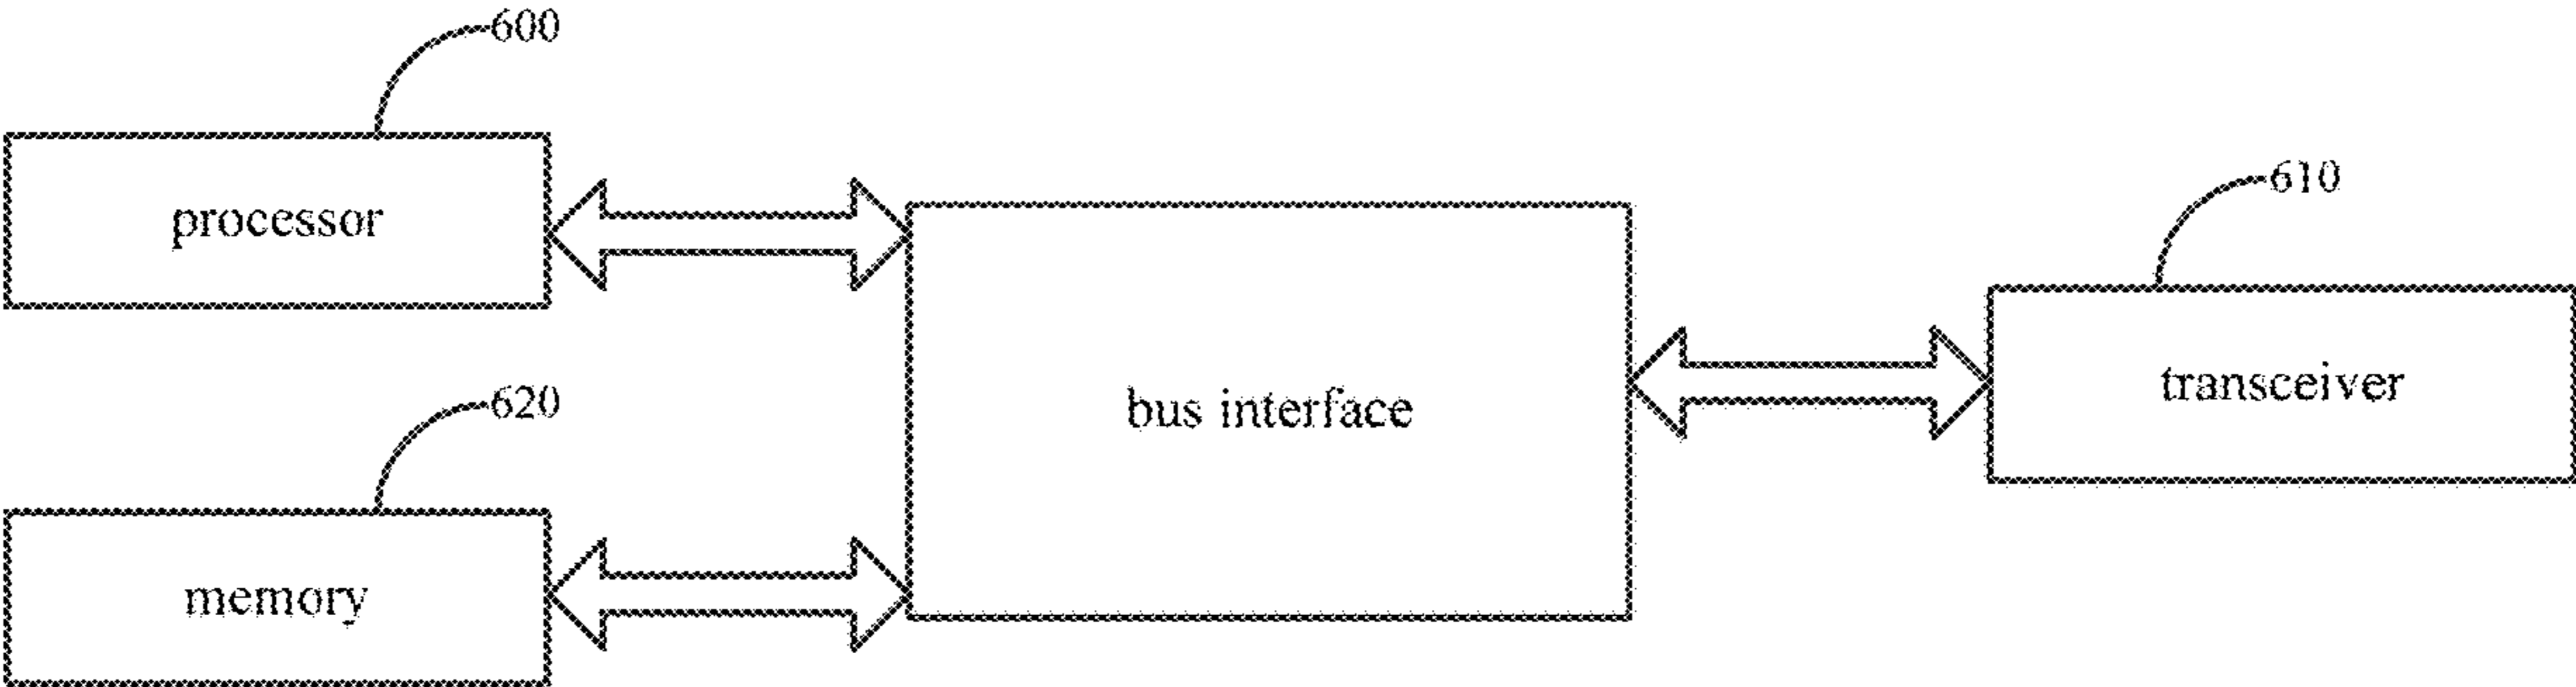 600
processor
610
transceiver
bus interface
620
memory